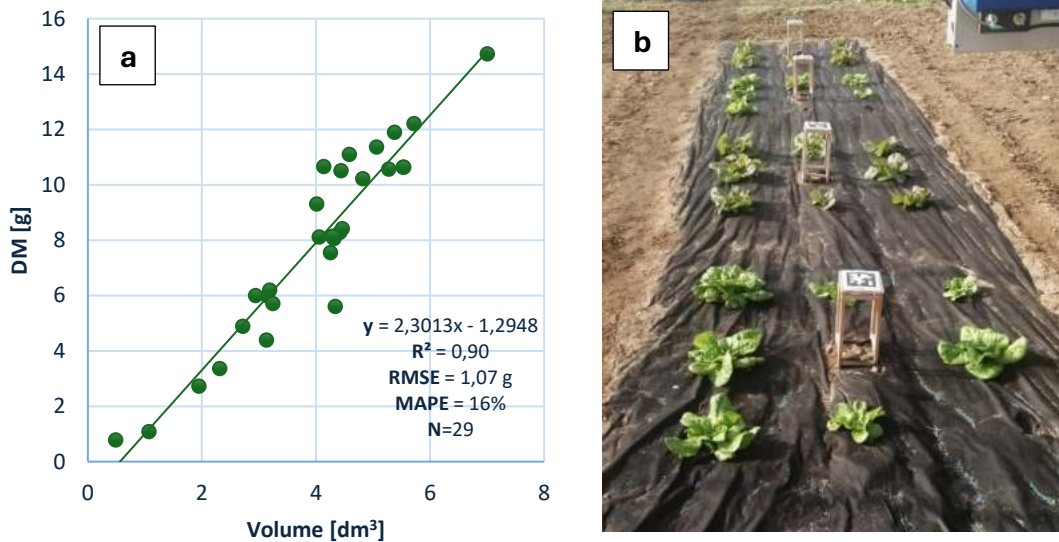 a
16
14
12
10
8
6
4
2
0
DM [g]
y = 2,3013x - 1,2948
R² = 0,90
RMSE = 1,07 g
MAPE = 16%
N=29
0 2 4 6 8
Volume [dm³]
b